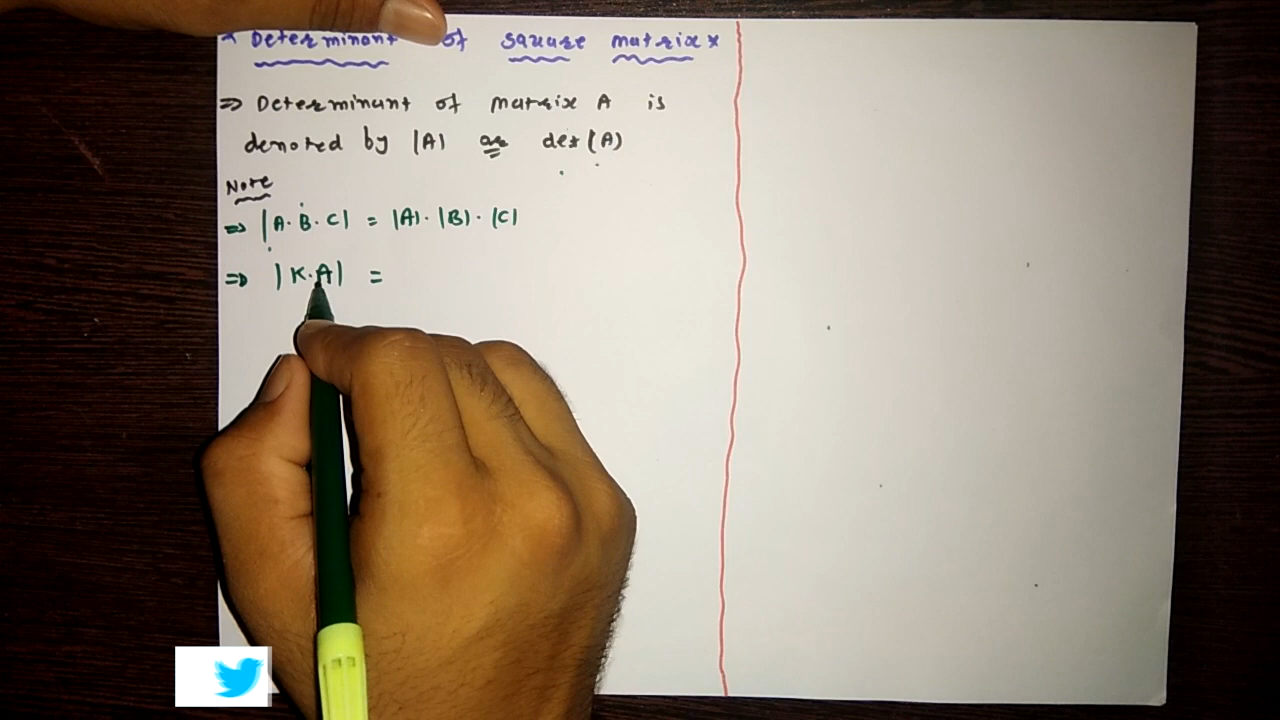 * Determinant of square matrix *
⇒ Determinant of matrix A is
denoted by |A| or det(A)
Note
⇒ |A·B·C| = |A|·|B|·|C|
⇒ |K·A| =